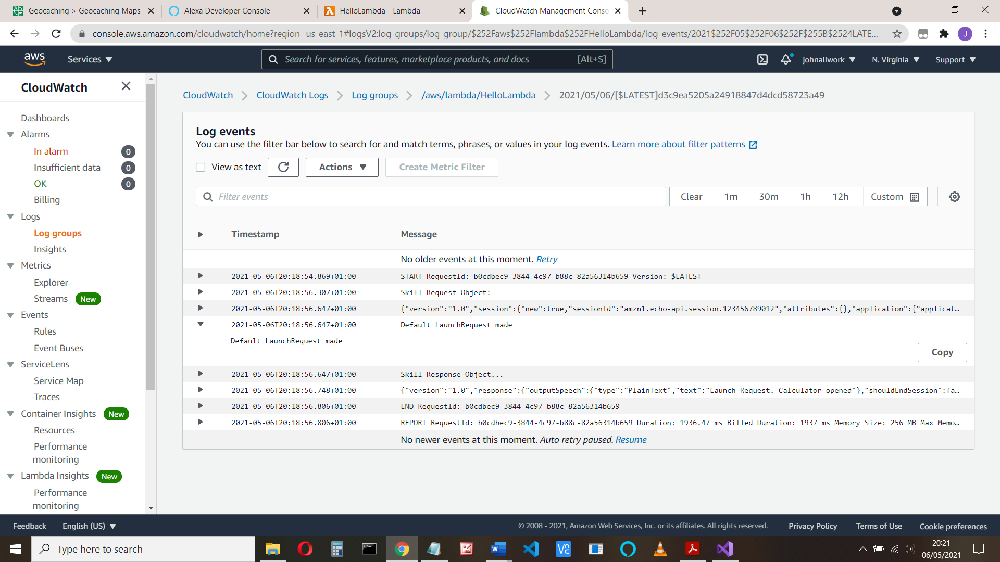 Geocaching > Geocaching Maps
Alexa Developer Console
HelloLambda - Lambda
CloudWatch Management Conso
console.aws.amazon.com/cloudwatch/home?region=us-east-1#logsV2:log-groups/log-group/$252Faws$252Flambda$252FHelloLambda/log-events/2021$252F05$252F06$252F$255B$2524LATE...
J
aws
Services
Search for services, features, marketplace products, and docs
[Alt+S]
johnallwork
N. Virginia
Support
CloudWatch
Dashboards
Alarms
In alarm 0
Insufficient data 0
OK 0
Billing
Logs
Log groups
Insights
Metrics
Explorer
Streams New
Events
Rules
Event Buses
ServiceLens
Service Map
Traces
Container Insights New
Resources
Performance
monitoring
Lambda Insights New
Performance
monitoring
CloudWatch
CloudWatch Logs
Log groups
/aws/lambda/HelloLambda
2021/05/06/[$LATEST]d3c9ea5205a24918847d4dcd58723a49
Log events
You can use the filter bar below to search for and match terms, phrases, or values in your log events. Learn more about filter patterns
View as text
Actions
Create Metric Filter
Filter events
Clear
1m
30m
1h
12h
Custom
Timestamp
Message
No older events at this moment. Retry
2021-05-06T20:18:54.869+01:00 START RequestId: b0cdbec9-3844-4c97-b88c-82a56314b659 Version: $LATEST
2021-05-06T20:18:56.307+01:00 Skill Request Object:
2021-05-06T20:18:56.647+01:00 {"version":"1.0","session":{"new":true,"sessionId":"amzn1.echo-api.session.123456789012","attributes":{},"application":{"applicat...
2021-05-06T20:18:56.647+01:00 Default LaunchRequest made
Default LaunchRequest made
Copy
2021-05-06T20:18:56.647+01:00 Skill Response Object...
2021-05-06T20:18:56.748+01:00 {"version":"1.0","response":{"outputSpeech":{"type":"PlainText","text":"Launch Request. Calculator opened"},"shouldEndSession":fa...
2021-05-06T20:18:56.806+01:00 END RequestId: b0cdbec9-3844-4c97-b88c-82a56314b659
2021-05-06T20:18:56.806+01:00 REPORT RequestId: b0cdbec9-3844-4c97-b88c-82a56314b659 Duration: 1936.47 ms Billed Duration: 1937 ms Memory Size: 256 MB Max Memo...
No newer events at this moment. Auto retry paused. Resume
Feedback
English (US)
© 2008 - 2021, Amazon Web Services, Inc. or its affiliates. All rights reserved.
Privacy Policy
Terms of Use
Cookie preferences
Type here to search
20:21
06/05/2021